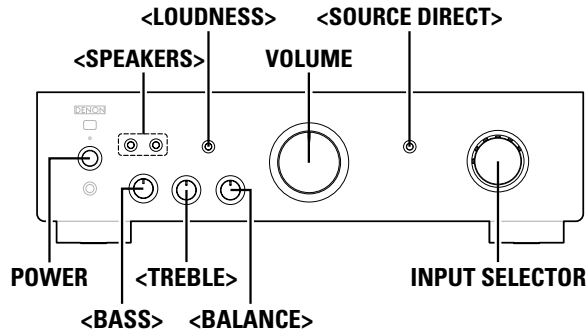 <LOUDNESS>
<SOURCE DIRECT>
<SPEAKERS>
VOLUME
DENON
POWER
<TREBLE>
INPUT SELECTOR
<BASS>
<BALANCE>